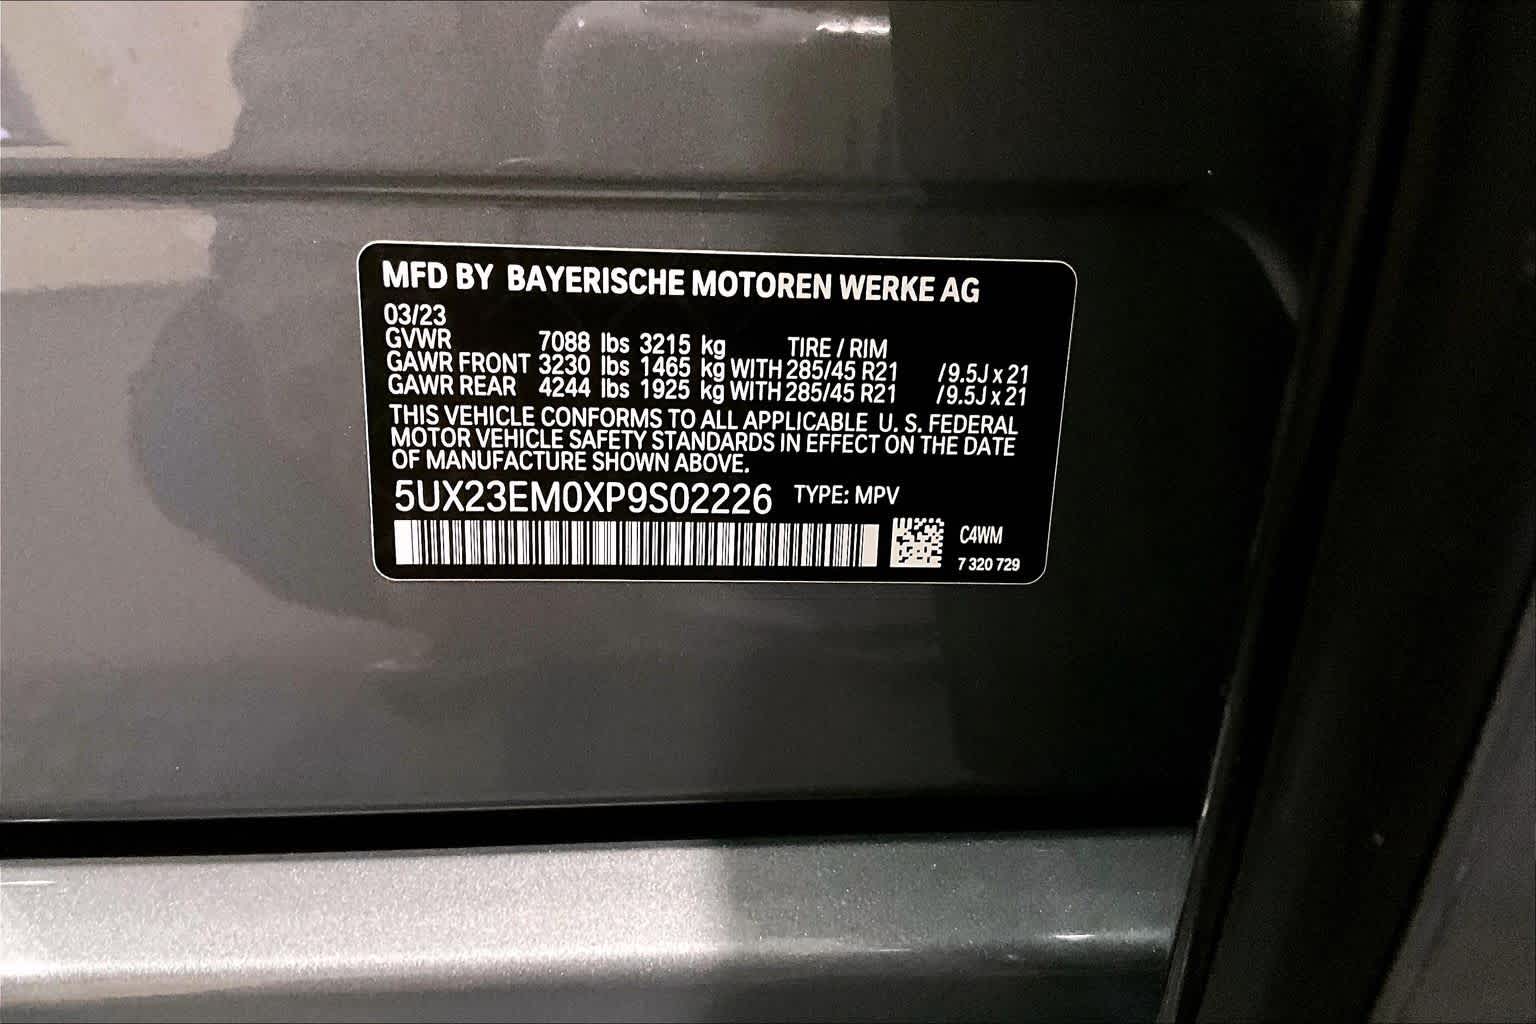 MFD BY BAYERISCHE MOTOREN WERKE AG
03/23
GVWR 7088 lbs 3215 kg TIRE / RIM
GAWR FRONT 3230 lbs 1465 kg WITH 285/45 R21 /9.5J x 21
GAWR REAR 4244 lbs 1925 kg WITH 285/45 R21 /9.5J x 21
THIS VEHICLE CONFORMS TO ALL APPLICABLE U. S. FEDERAL
MOTOR VEHICLE SAFETY STANDARDS IN EFFECT ON THE DATE
OF MANUFACTURE SHOWN ABOVE.
5UX23EM0XP9S02226 TYPE: MPV
C4WM
7 320 729